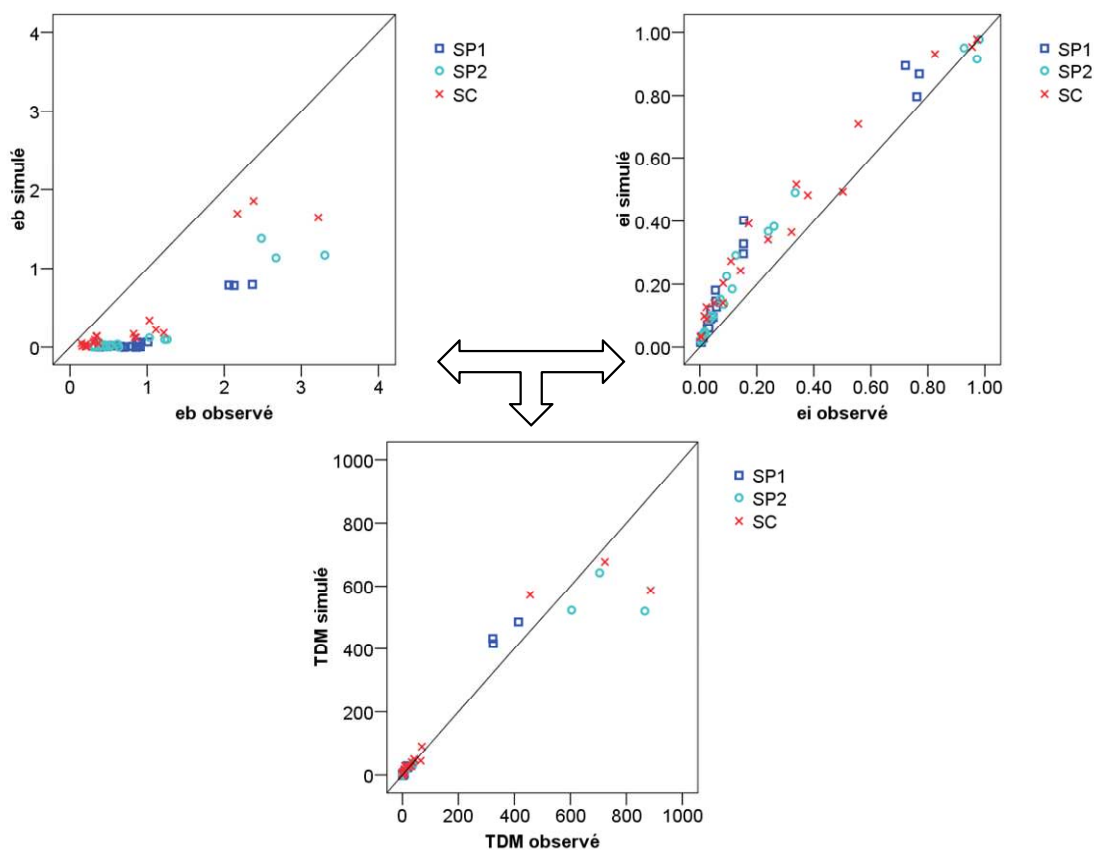 4
3
2
1
0
eb simulé
0 1 2 3 4
eb observé
SP1
SP2
SC
1.00
0.80
0.60
0.40
0.20
0.00
ei simulé
0.00 0.20 0.40 0.60 0.80 1.00
ei observé
SP1
SP2
SC
1000
800
600
400
200
0
TDM simulé
0 200 400 600 800 1000
TDM observé
SP1
SP2
SC